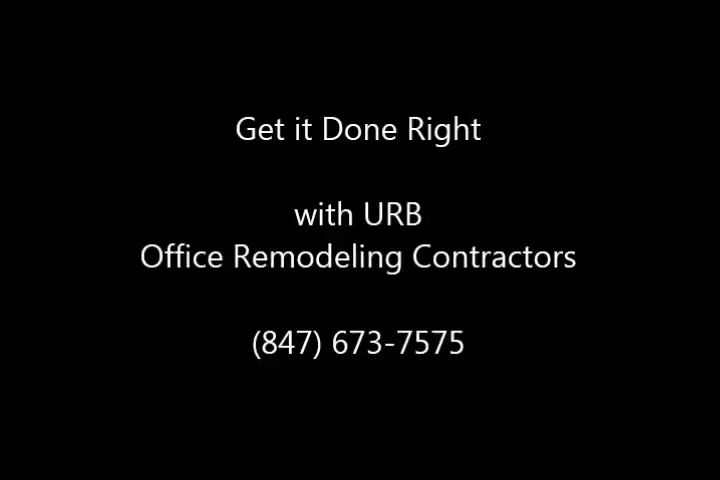 Get it Done Right
with URB
Office Remodeling Contractors
(847) 673-7575